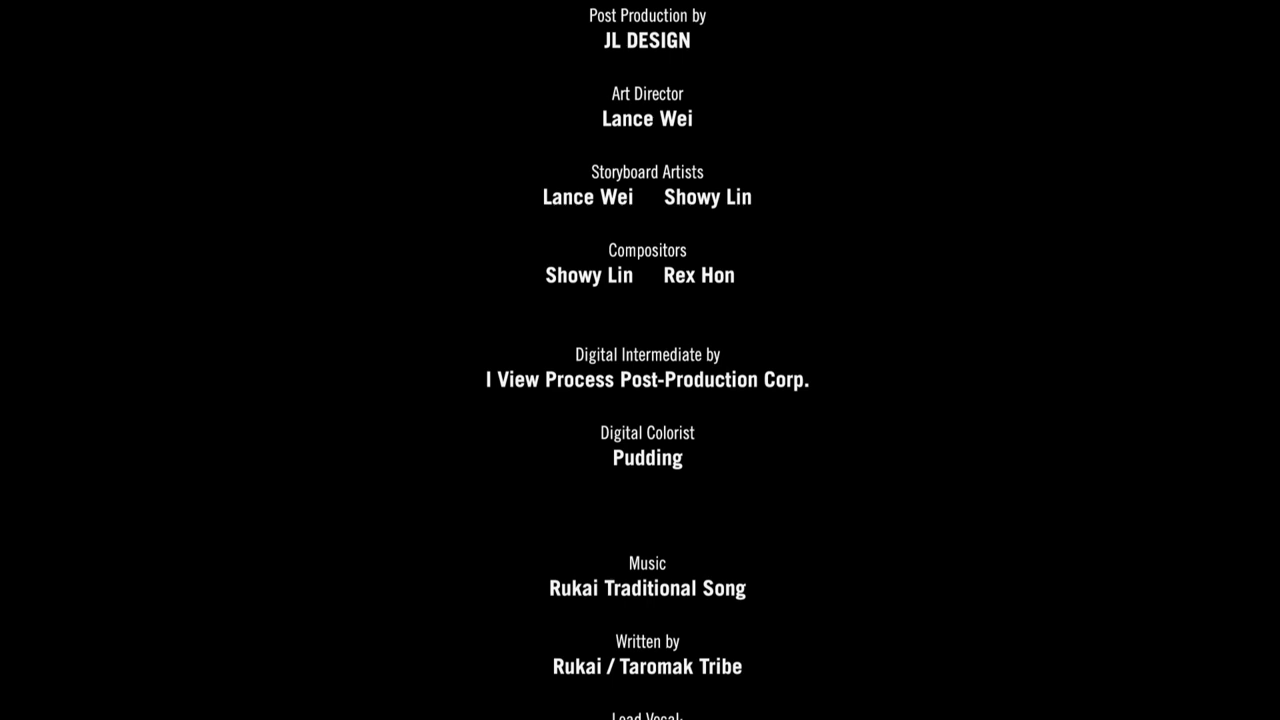 Post Production by
JL DESIGN
Art Director
Lance Wei
Storyboard Artists
Lance Wei Showy Lin
Compositors
Showy Lin Rex Hon
Digital Intermediate by
I View Process Post-Production Corp.
Digital Colorist
Pudding
Music
Rukai Traditional Song
Written by
Rukai / Taromak Tribe
Lead Vocal: